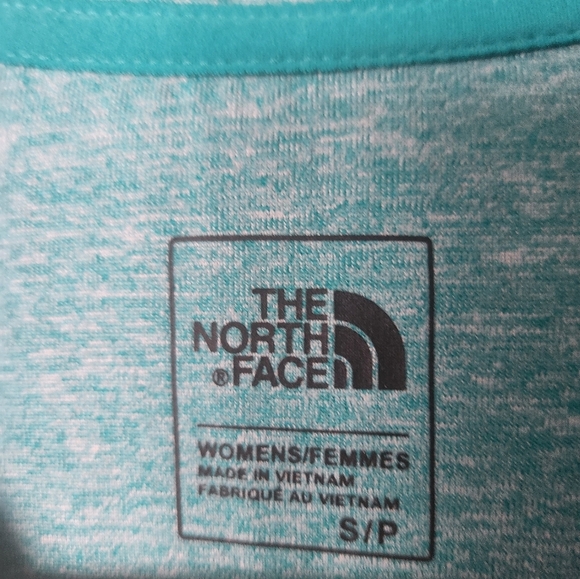 THE
NORTH
®FACE
WOMENS/FEMMES
MADE IN VIETNAM
FABRIQUÉ AU VIETNAM
S/P